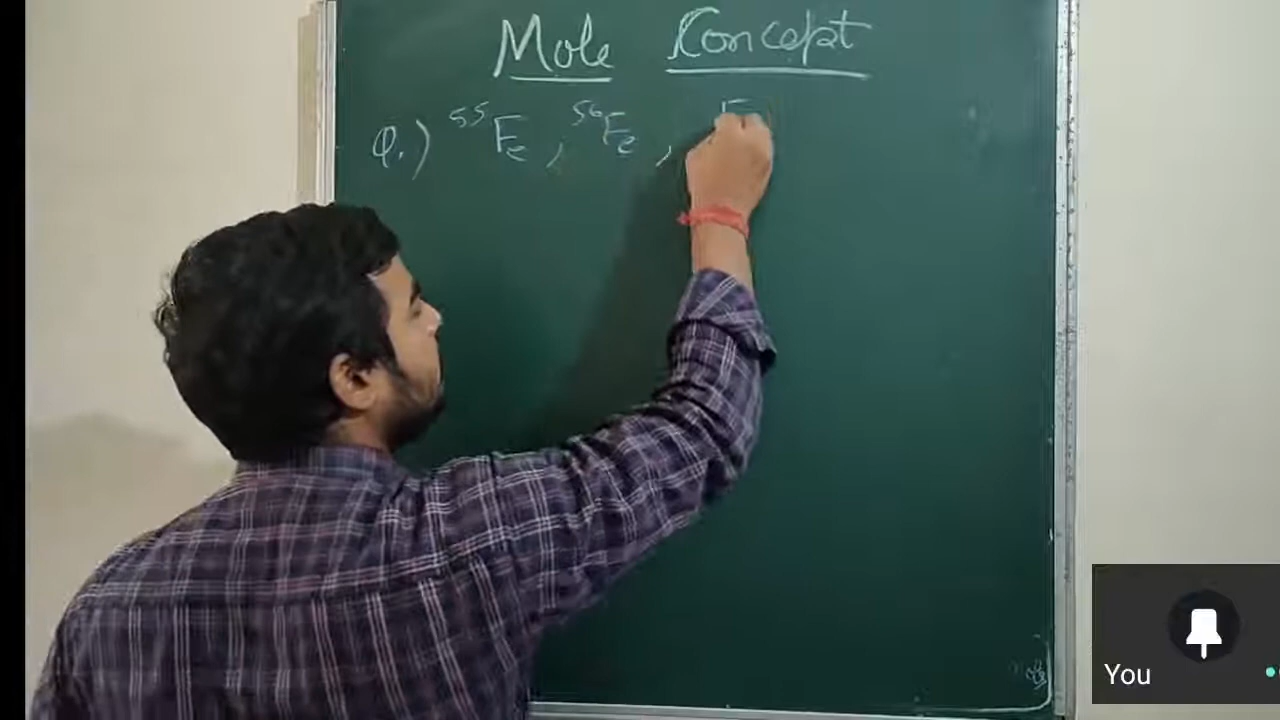 Mole Concept
Q.) ⁵⁵Fe, ⁵⁶Fe,
You